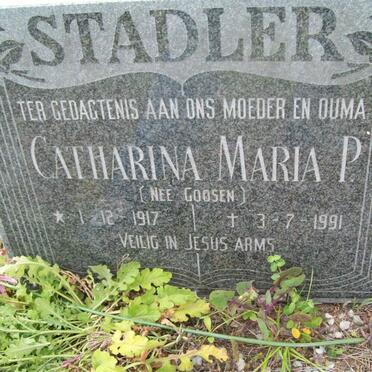 STADLER
TER GEDAGTENIS AAN ONS MOEDER EN OUMA
CATHARINA MARIA P
(NEE GOOSEN)
* 1-12-1917 † 3-7-1991
VEILIG IN JESUS ARMS